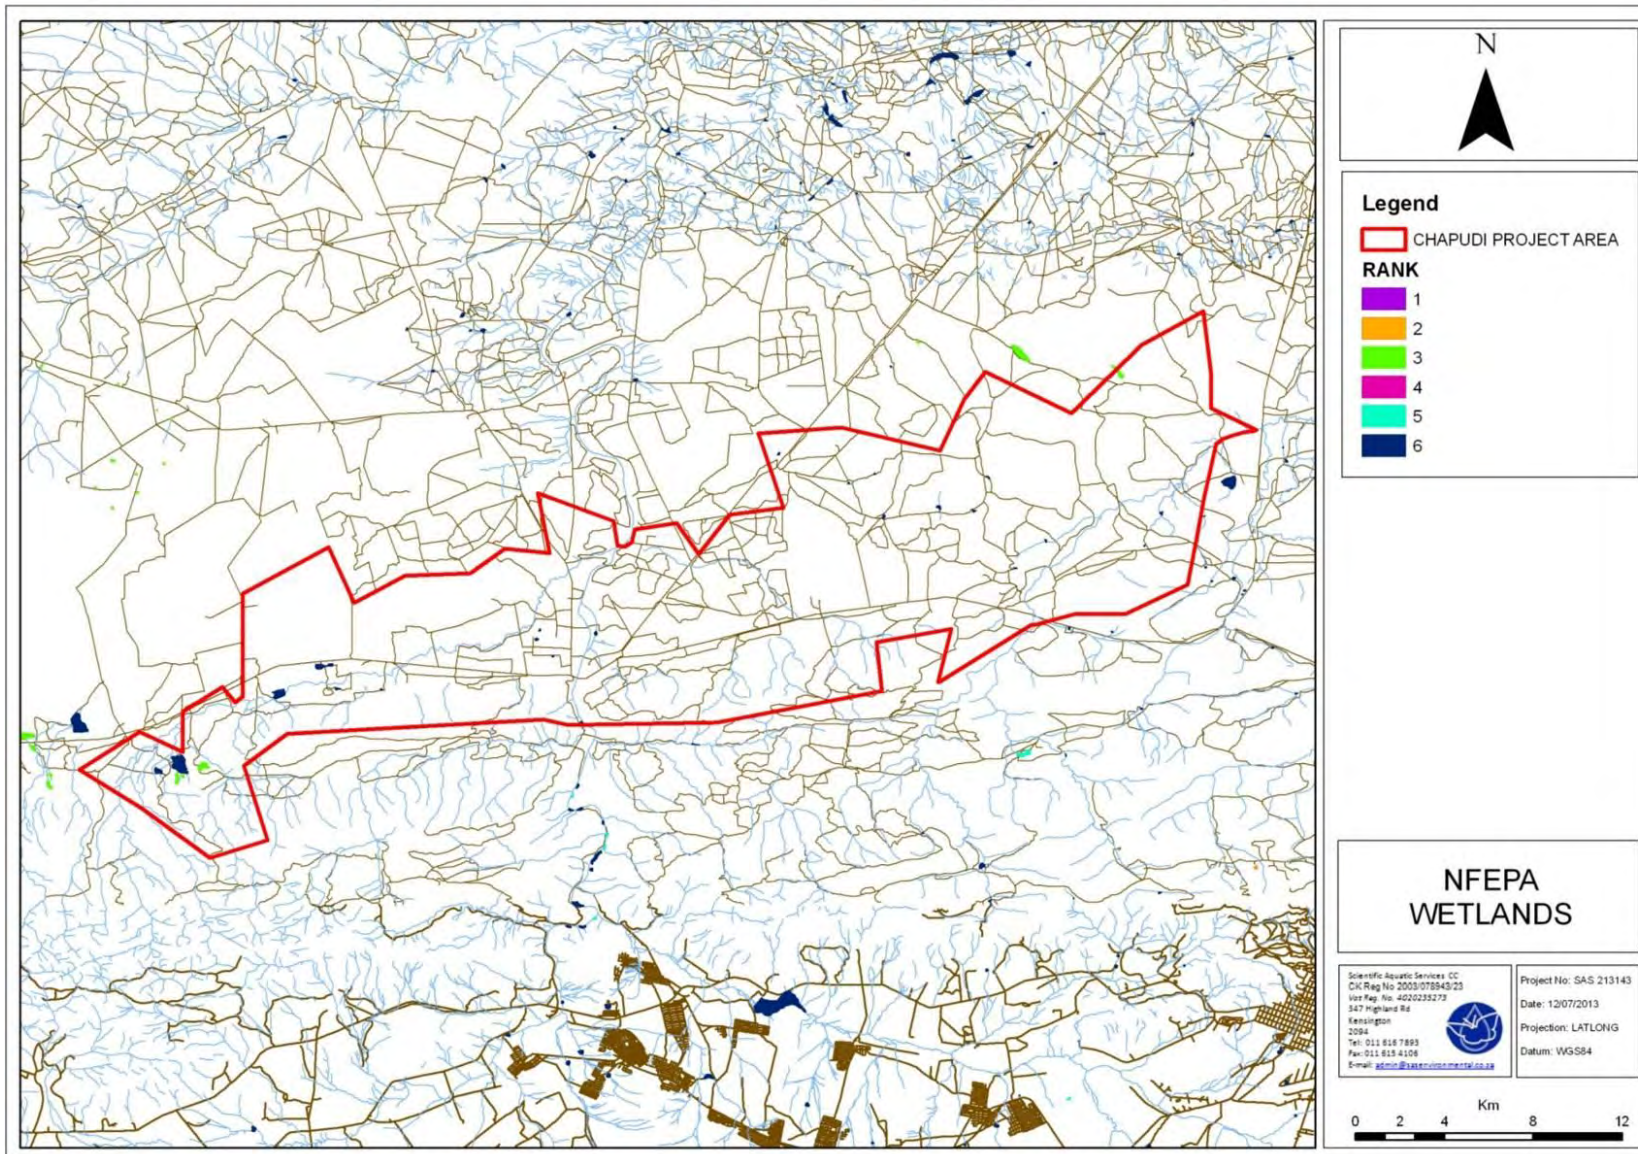 N
Legend
CHAPUDI PROJECT AREA
RANK
1
2
3
4
5
6
NFEPA
WETLANDS
Scientific Aquatic Services CC
CK Reg No 2003/078943/23
Vat Reg. No. 4020235273
347 Highland Rd
Kensington
2094
Tel: 011 616 7893
Fax: 011 615 4106
E-mail: admin@sasenvironmental.co.za
Project No: SAS 213143
Date: 12/07/2013
Projection: LATLONG
Datum: WGS84
Km
0 2 4 8 12